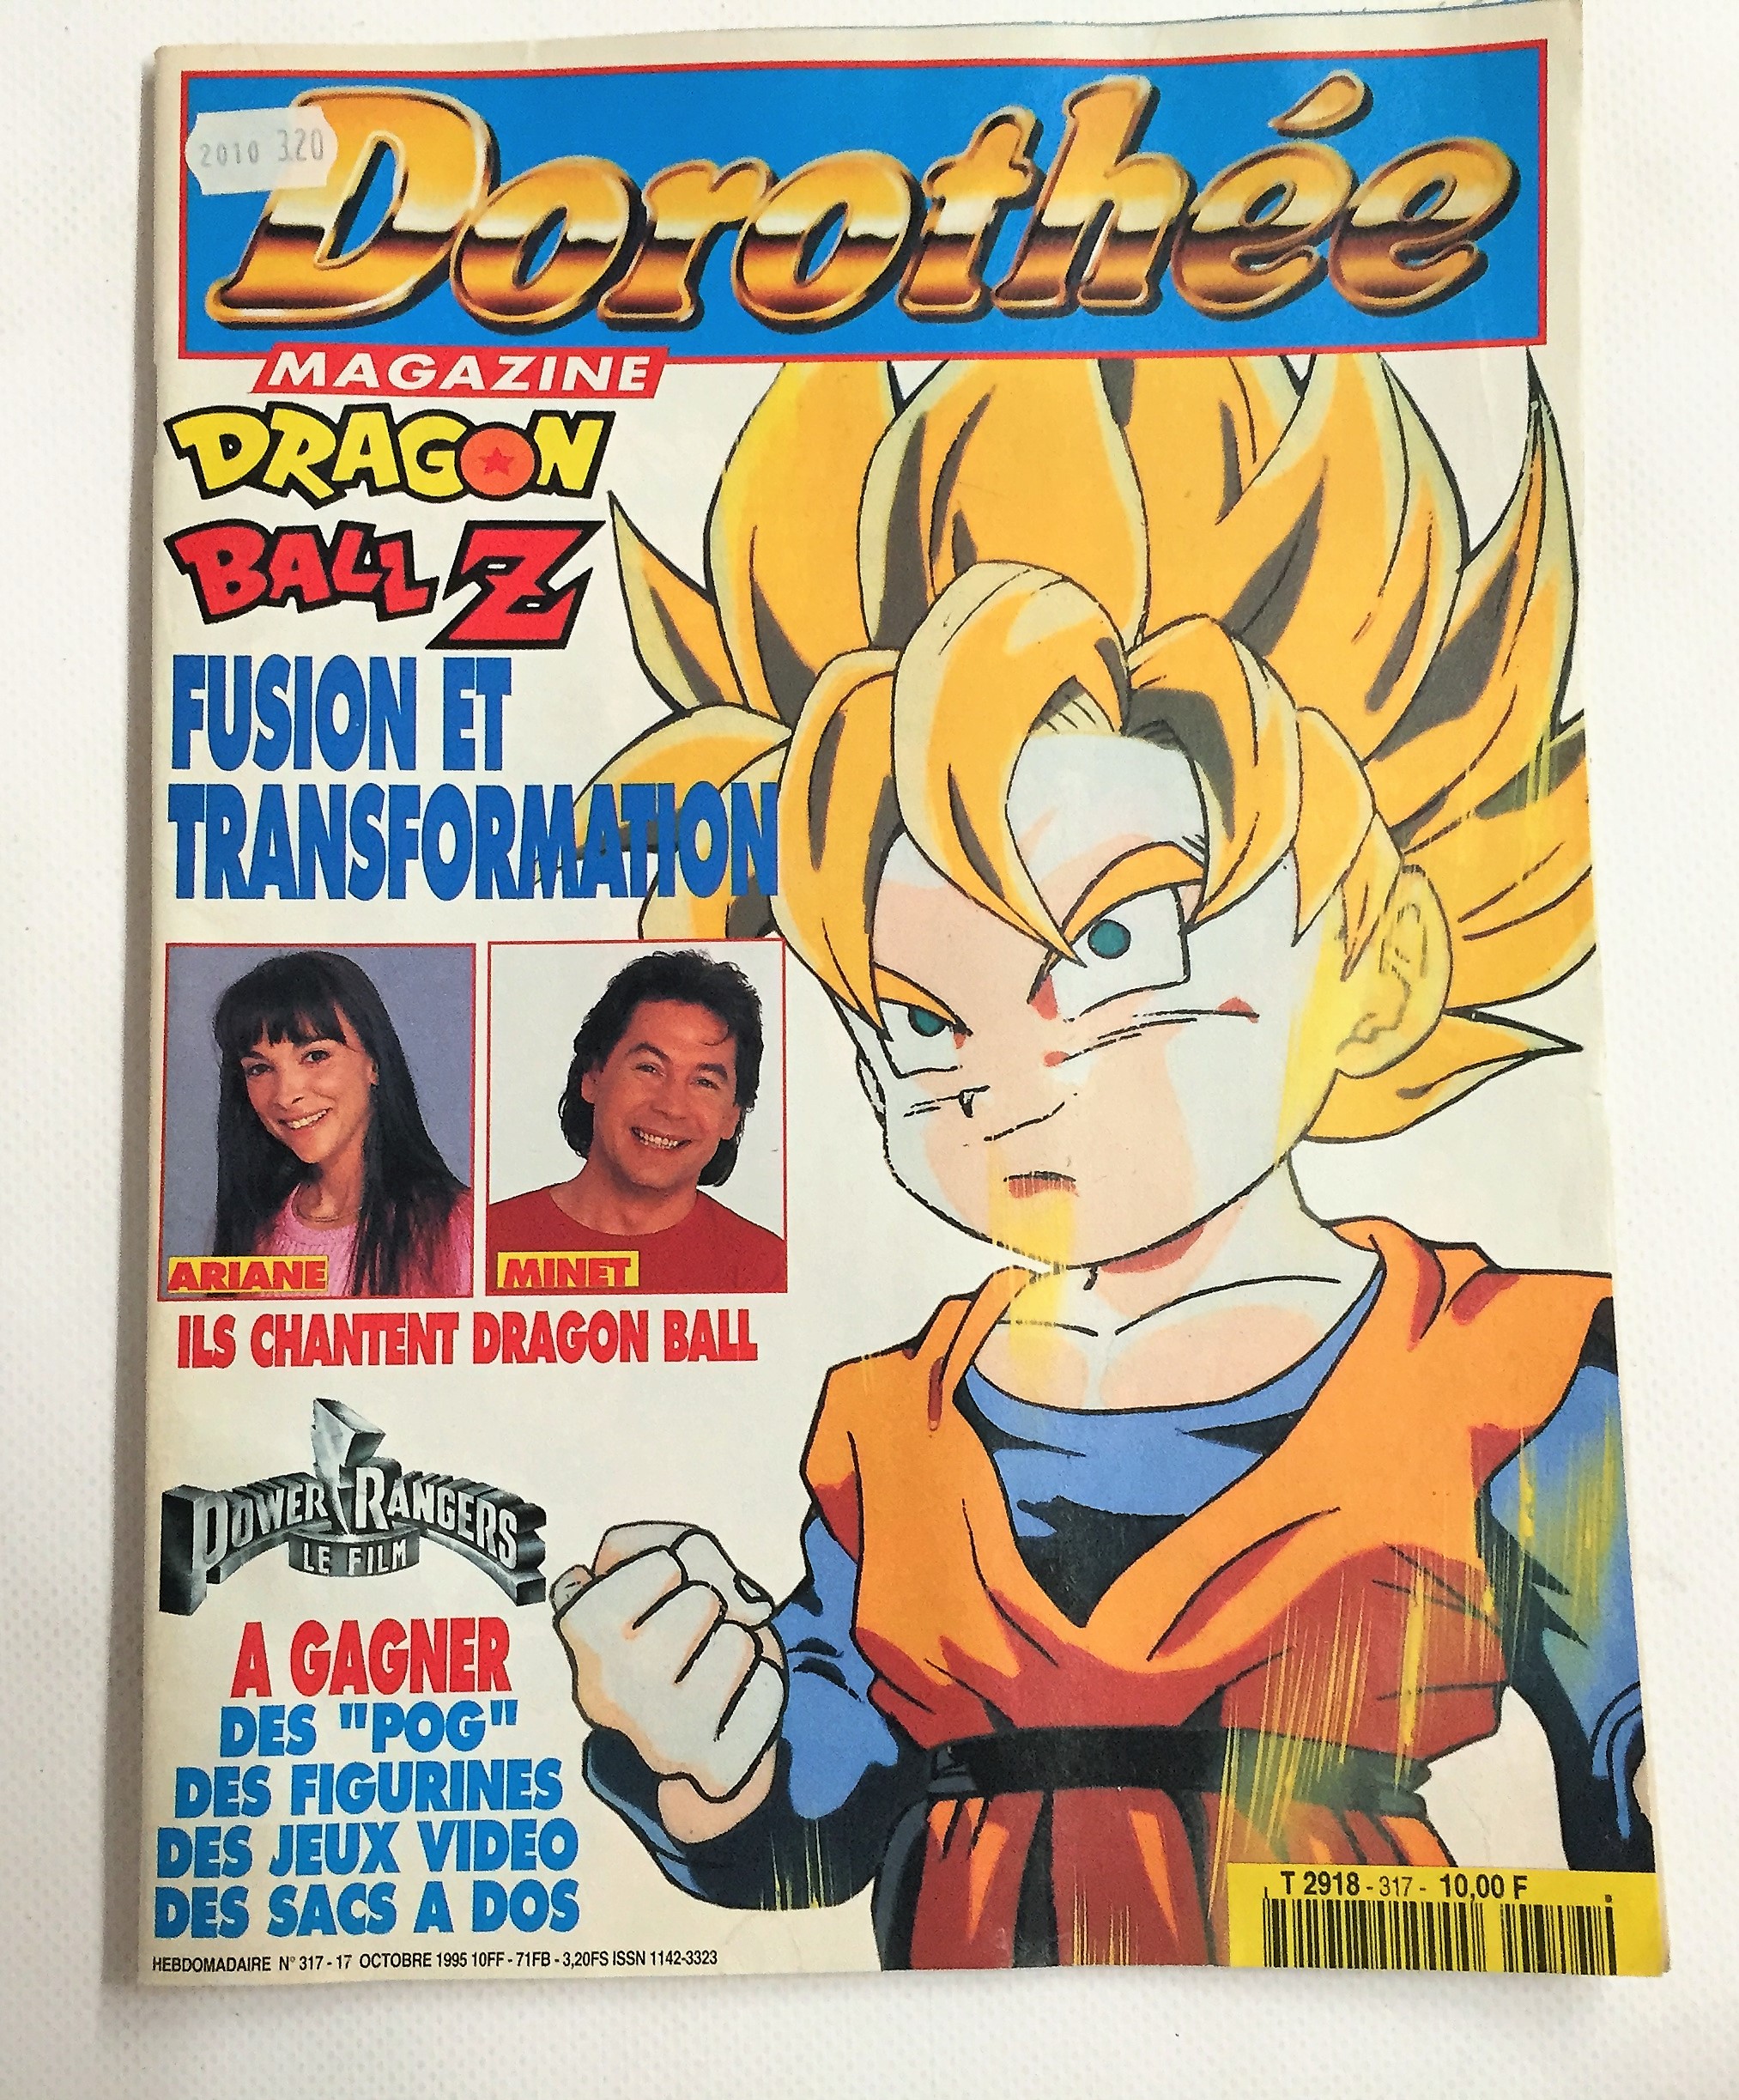 2010 320
Dorothée
MAGAZINE
DRAGON
BALL Z
FUSION ET
TRANSFORMATION
ARIANE
MINET
ILS CHANTENT DRAGON BALL
POWER RANGERS
LE FILM
A GAGNER
DES "POG"
DES FIGURINES
DES JEUX VIDEO
DES SACS A DOS
HEBDOMADAIRE N° 317 - 17 OCTOBRE 1995 10FF - 71FB - 3,20FS ISSN 1142-3323
T 2918 - 317 - 10,00 F